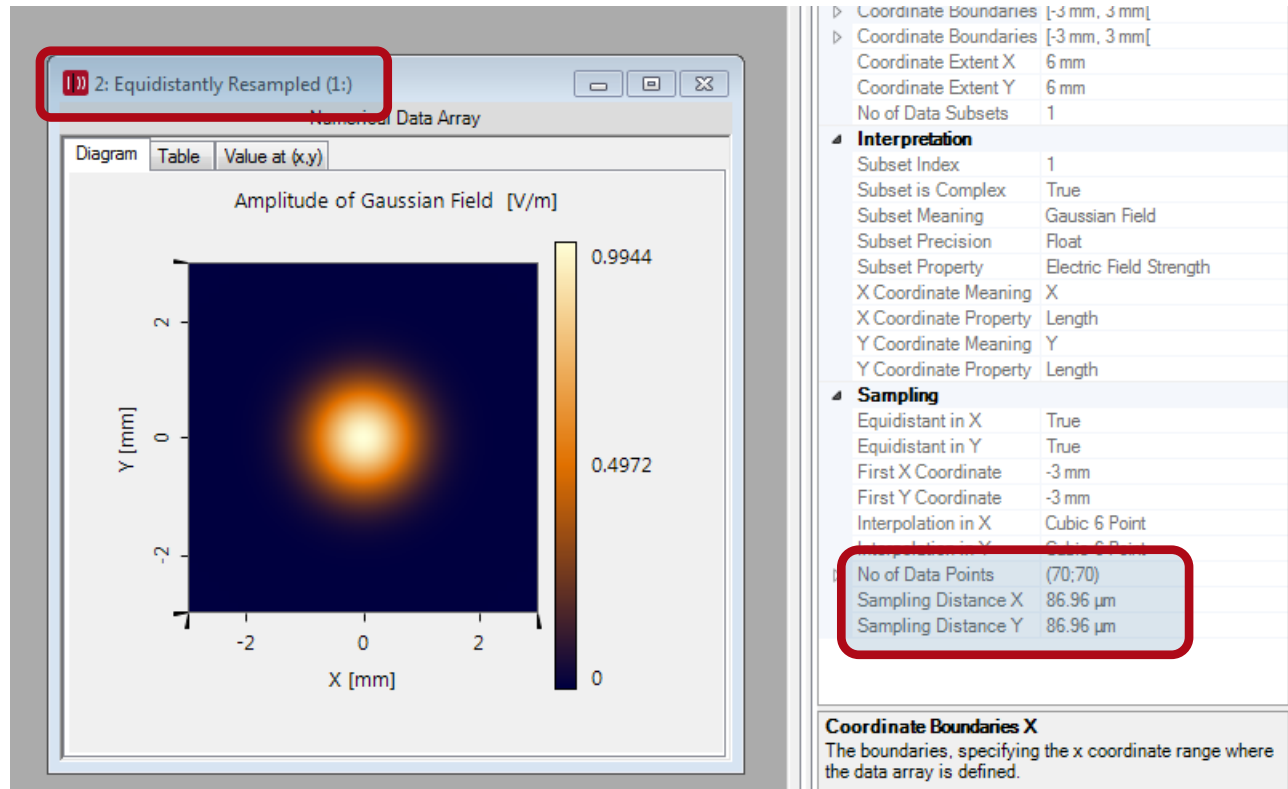 2: Equidistantly Resampled (1:)
Numerical Data Array
Diagram Table Value at (x,y)
Amplitude of Gaussian Field [V/m]
0.9944
0.4972
0
2
0
-2
Y [mm]
-2 0 2
X [mm]
Coordinate Boundaries [-3 mm, 3 mm[
Coordinate Boundaries [-3 mm, 3 mm[
Coordinate Extent X 6 mm
Coordinate Extent Y 6 mm
No of Data Subsets 1
Interpretation
Subset Index 1
Subset is Complex True
Subset Meaning Gaussian Field
Subset Precision Float
Subset Property Electric Field Strength
X Coordinate Meaning X
X Coordinate Property Length
Y Coordinate Meaning Y
Y Coordinate Property Length
Sampling
Equidistant in X True
Equidistant in Y True
First X Coordinate -3 mm
First Y Coordinate -3 mm
Interpolation in X Cubic 6 Point
Interpolation in Y Cubic 6 Point
No of Data Points (70;70)
Sampling Distance X 86.96 µm
Sampling Distance Y 86.96 µm
Coordinate Boundaries X
The boundaries, specifying the x coordinate range where
the data array is defined.